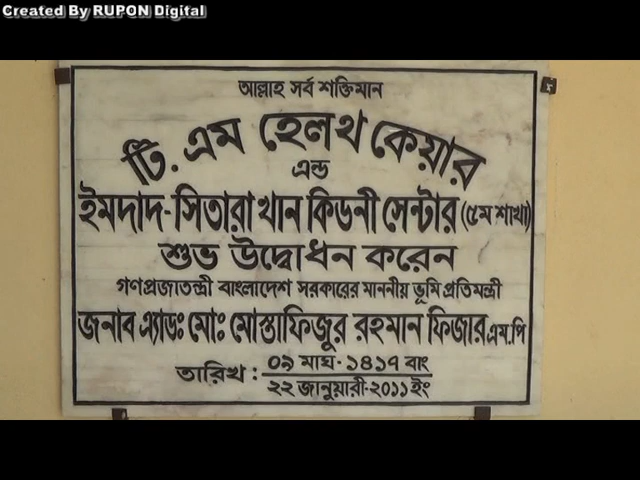 Created By RUPON Digital
আল্লাহ সর্ব শক্তিমান
টি. এম হেলথ কেয়ার
এন্ড
ইমদাদ-সিতারা খান কিডনী সেন্টার (৫ম শাখা)
শুভ উদ্বোধন করেন
গণপ্রজাতন্ত্রী বাংলাদেশ সরকারের মাননীয় ভূমি প্রতিমন্ত্রী
জনাব এ্যাডঃ মোঃ মোস্তাফিজুর রহমান ফিজার এম.পি
তারিখ : ০৯ মাঘ-১৪১৭ বাং
২২ জানুয়ারী-২০১১ ইং